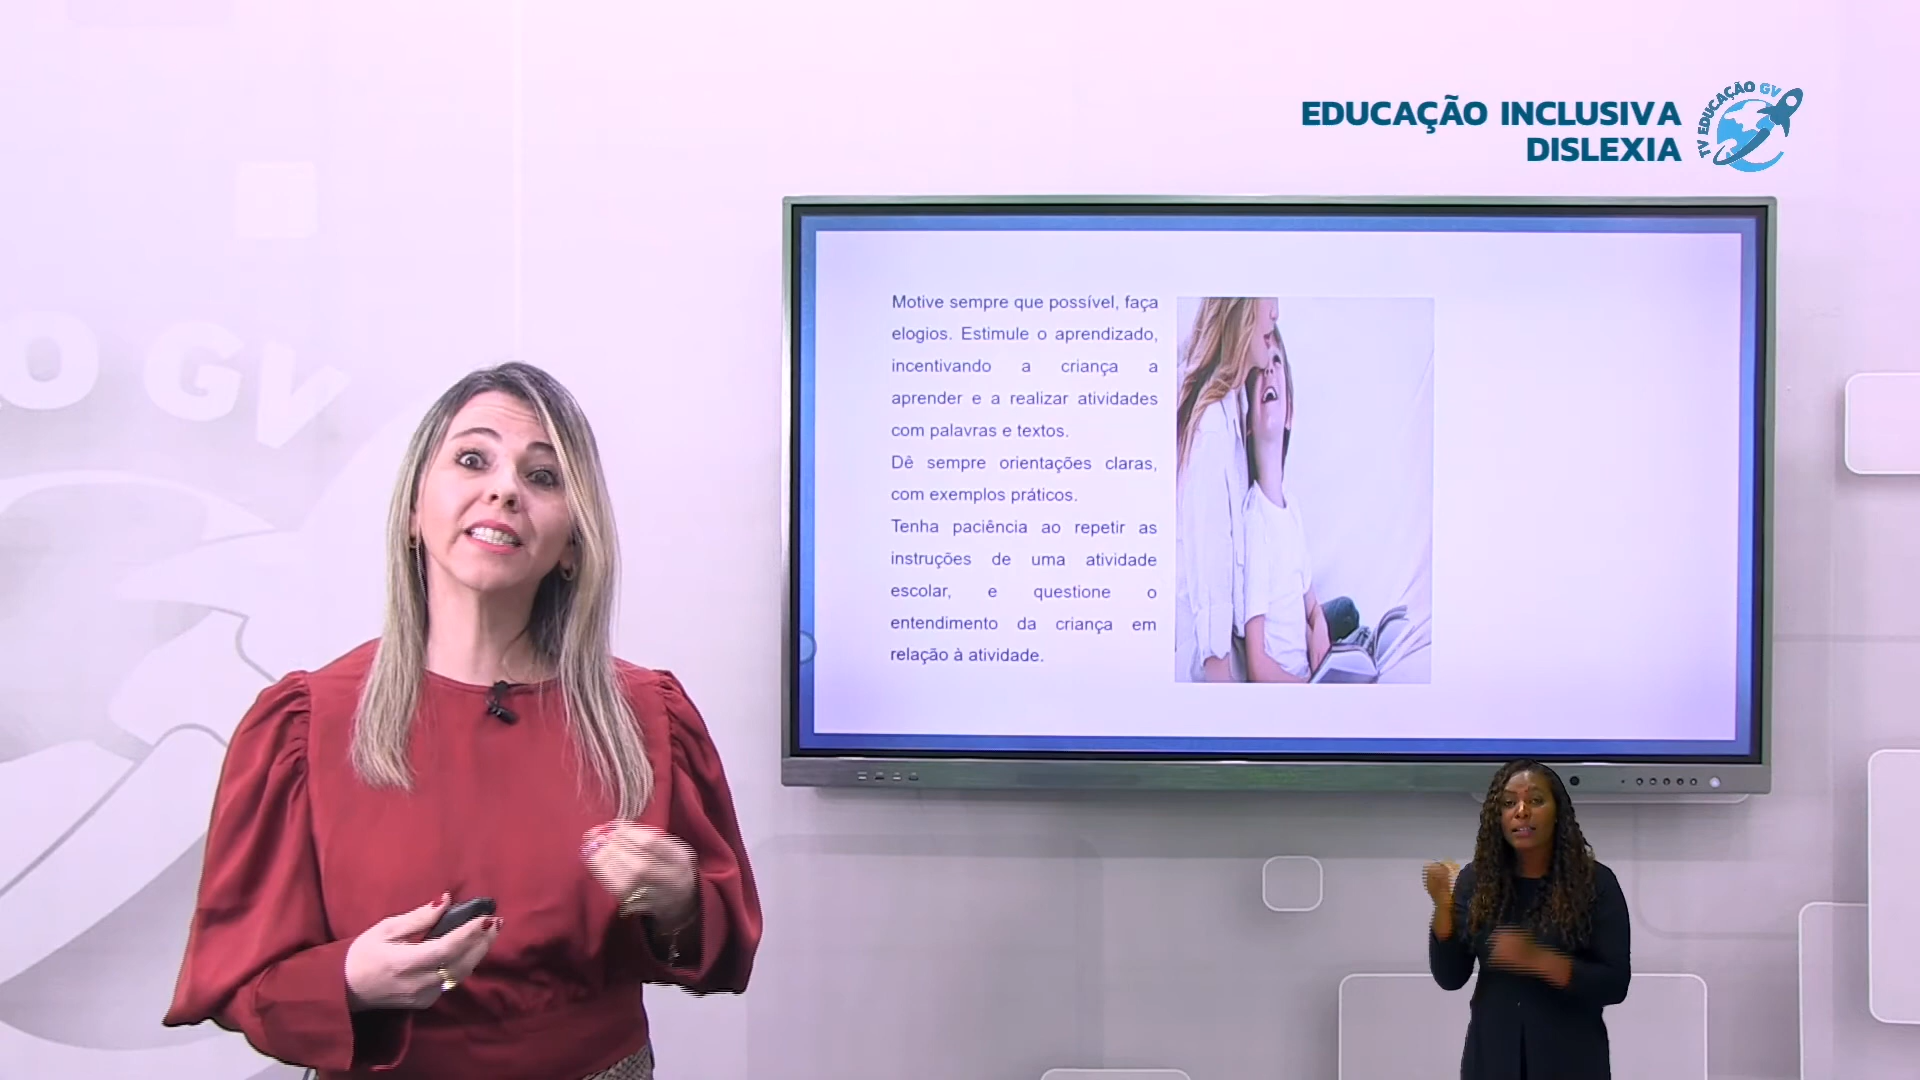 EDUCAÇÃO INCLUSIVA
DISLEXIA
TV EDUCAÇÃO GV
ÃO GV
Motive sempre que possível, faça
elogios. Estimule o aprendizado,
incentivando a criança a
aprender e a realizar atividades
com palavras e textos.
Dê sempre orientações claras,
com exemplos práticos.
Tenha paciência ao repetir as
instruções de uma atividade
escolar, e questione o
entendimento da criança em
relação à atividade.